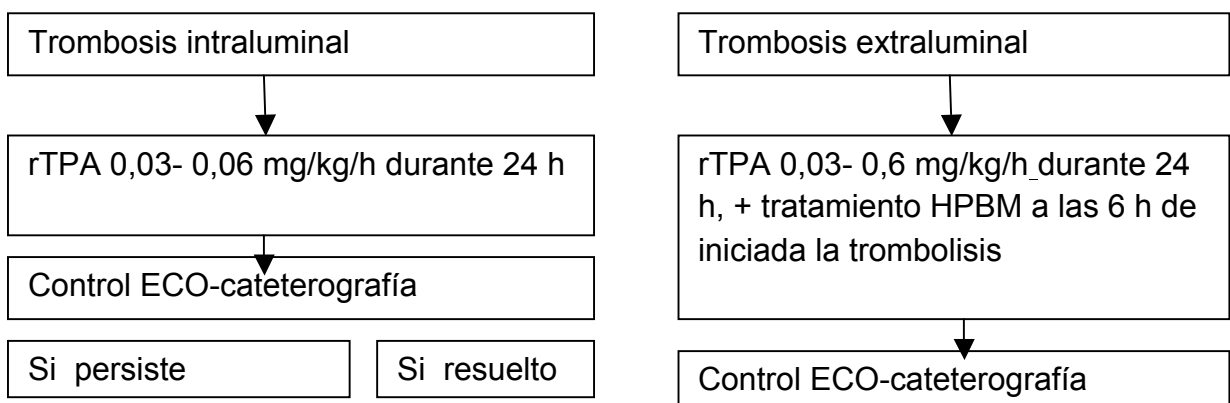 Trombosis intraluminal
rTPA 0,03- 0,06 mg/kg/h durante 24 h
Control ECO-cateterografía
Si persiste
Si resuelto
Trombosis extraluminal
rTPA 0,03- 0,6 mg/kg/h durante 24
h, + tratamiento HPBM a las 6 h de
iniciada la trombolisis
Control ECO-cateterografía